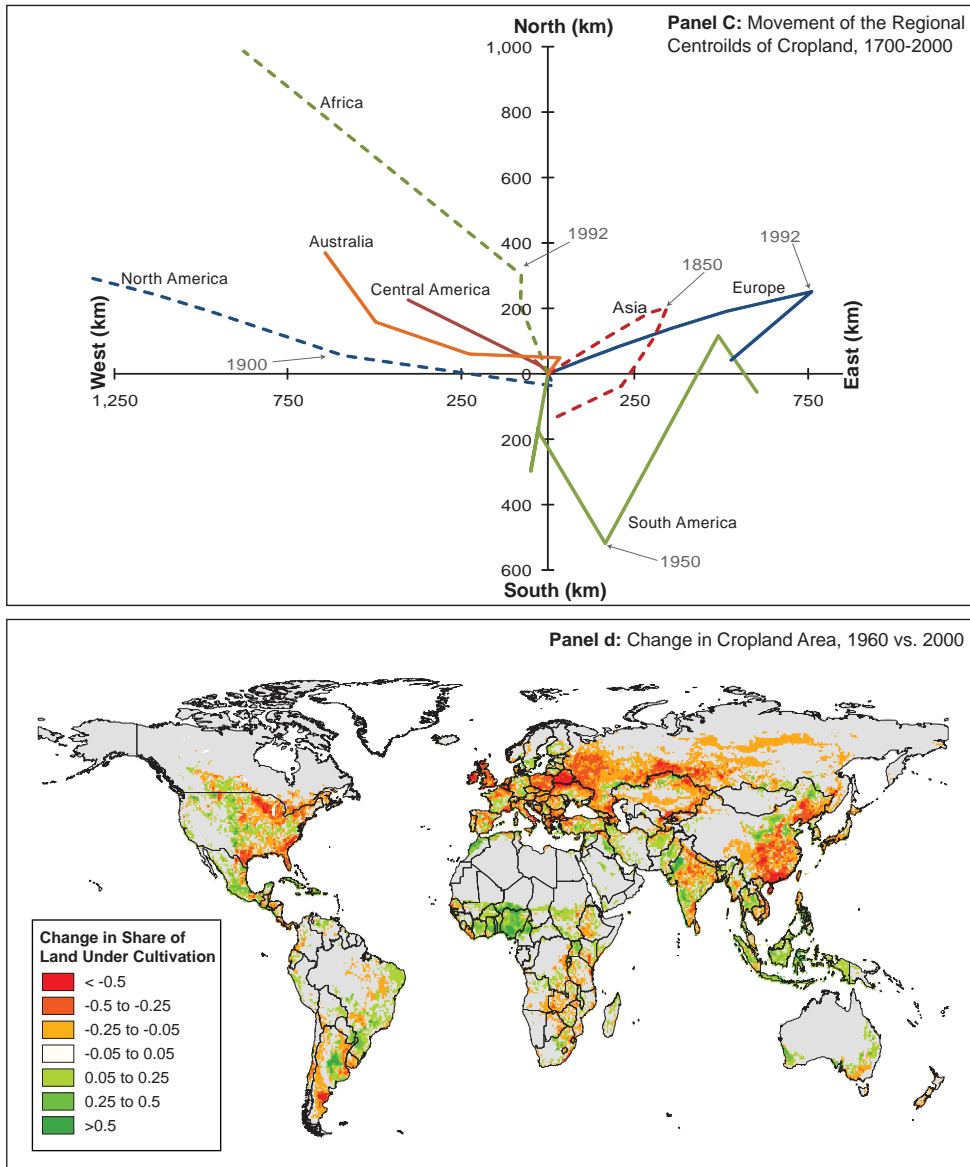 North (km)
Panel C: Movement of the Regional
Centroilds of Cropland, 1700-2000
1,000
800
600
400
200
0
200
400
600
South (km)
West (km)
East (km)
1,250
750
250
250
750
Africa
Australia
North America
Central America
Asia
Europe
South America
1992
1992
1850
1900
1950
Panel d: Change in Cropland Area, 1960 vs. 2000
Change in Share of
Land Under Cultivation
< -0.5
-0.5 to -0.25
-0.25 to -0.05
-0.05 to 0.05
0.05 to 0.25
0.25 to 0.5
>0.5